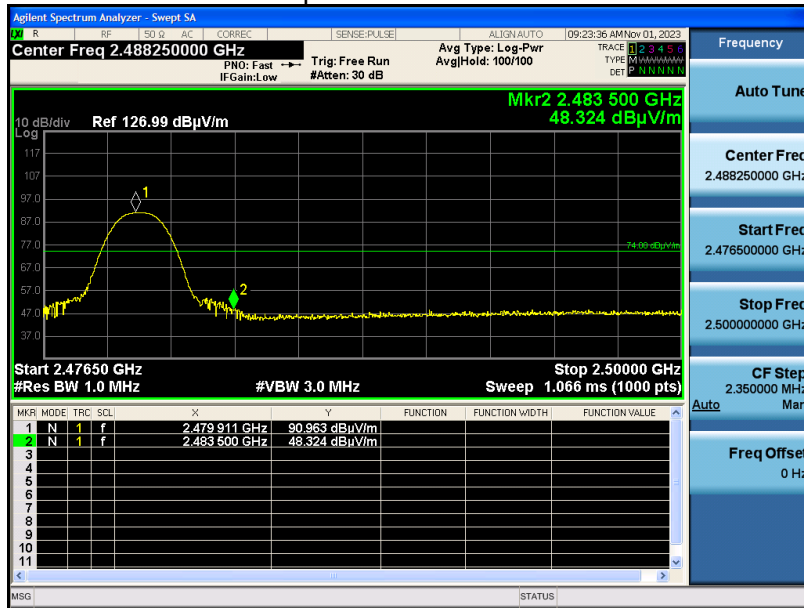 Agilent Spectrum Analyzer - Swept SA
LXI R RF 50 Ω AC CORREC SENSE:PULSE ALIGN AUTO 09:23:36 AM Nov 01, 2023
Center Freq 2.488250000 GHz
PNO: Fast
IFGain:Low
Trig: Free Run
#Atten: 30 dB
Avg Type: Log-Pwr
Avg|Hold: 100/100
TRACE 1 2 3 4 5 6
TYPE M W W W W W
DET P N N N N N
Mkr2 2.483 500 GHz
48.324 dBµV/m
10 dB/div Ref 126.99 dBµV/m
Log
117
107
97.0
87.0
77.0
67.0
57.0
47.0
37.0
1
2
74.00 dBµV/m
Start 2.47650 GHz Stop 2.50000 GHz
#Res BW 1.0 MHz #VBW 3.0 MHz Sweep 1.066 ms (1000 pts)
MKR MODE TRC SCL X Y FUNCTION FUNCTION WIDTH FUNCTION VALUE
1 N 1 f 2.479 911 GHz 90.963 dBµV/m
2 N 1 f 2.483 500 GHz 48.324 dBµV/m
3
4
5
6
7
8
9
10
11
MSG STATUS
Frequency
Auto Tune
Center Freq
2.488250000 GHz
Start Freq
2.476500000 GHz
Stop Freq
2.500000000 GHz
CF Step
2.350000 MHz
Auto Man
Freq Offset
0 Hz